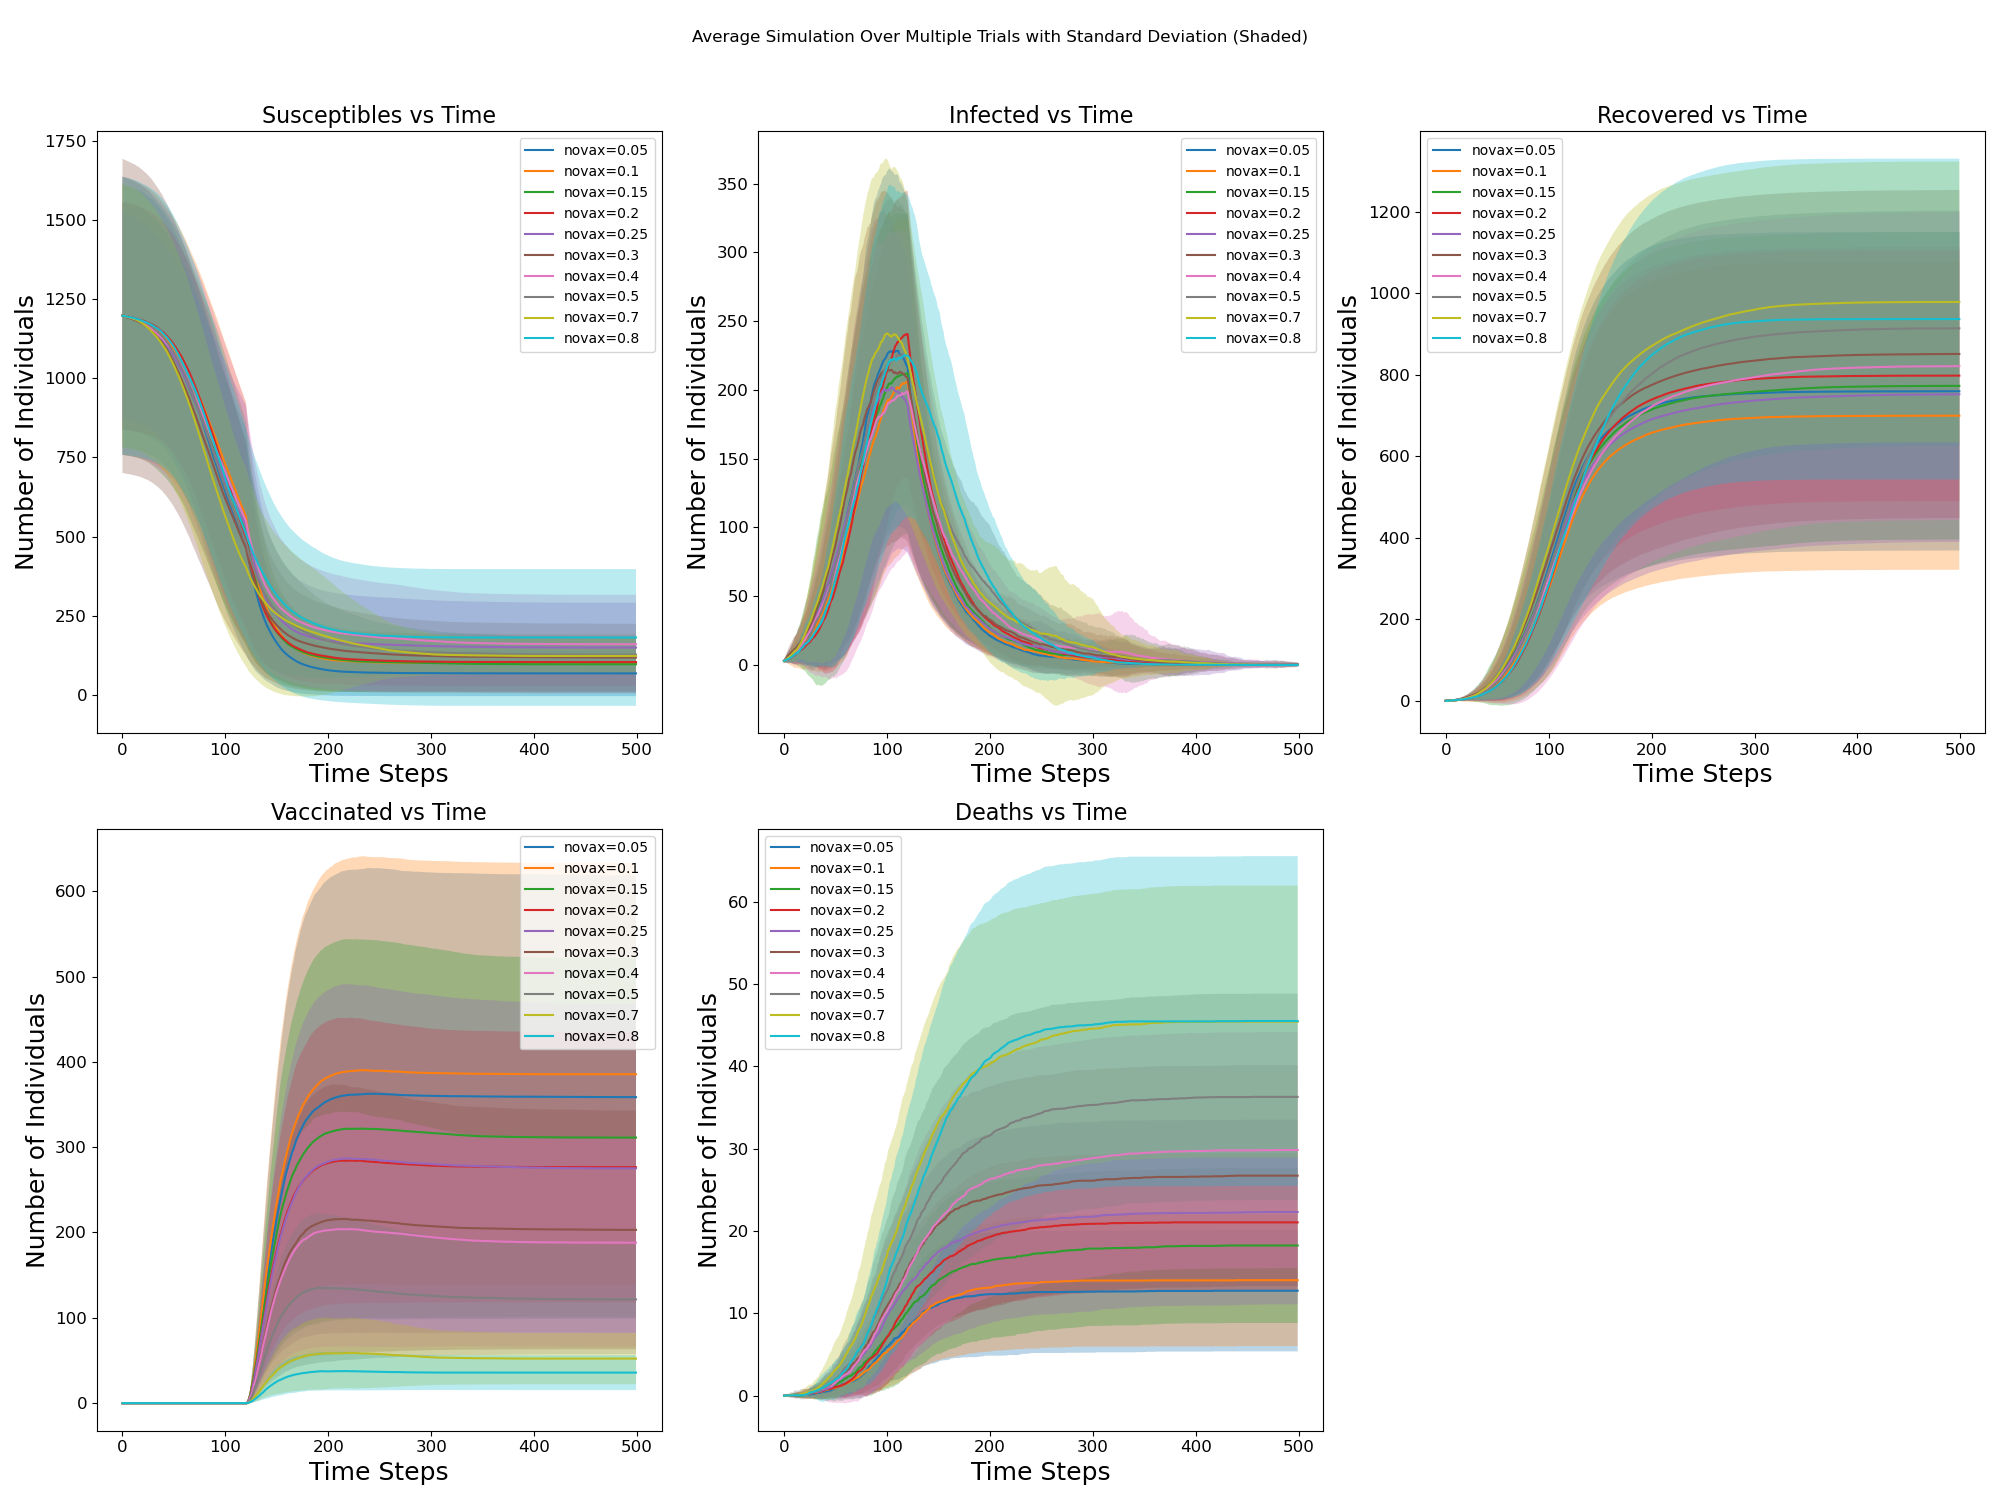 Average Simulation Over Multiple Trials with Standard Deviation (Shaded)
Susceptibles vs Time
Number of Individuals
1750
1500
1250
1000
750
500
250
0
0 100 200 300 400 500
Time Steps
novax=0.05
novax=0.1
novax=0.15
novax=0.2
novax=0.25
novax=0.3
novax=0.4
novax=0.5
novax=0.7
novax=0.8
Infected vs Time
Number of Individuals
350
300
250
200
150
100
50
0
0 100 200 300 400 500
Time Steps
novax=0.05
novax=0.1
novax=0.15
novax=0.2
novax=0.25
novax=0.3
novax=0.4
novax=0.5
novax=0.7
novax=0.8
Recovered vs Time
Number of Individuals
1200
1000
800
600
400
200
0
0 100 200 300 400 500
Time Steps
novax=0.05
novax=0.1
novax=0.15
novax=0.2
novax=0.25
novax=0.3
novax=0.4
novax=0.5
novax=0.7
novax=0.8
Vaccinated vs Time
Number of Individuals
600
500
400
300
200
100
0
0 100 200 300 400 500
Time Steps
novax=0.05
novax=0.1
novax=0.15
novax=0.2
novax=0.25
novax=0.3
novax=0.4
novax=0.5
novax=0.7
novax=0.8
Deaths vs Time
Number of Individuals
60
50
40
30
20
10
0
0 100 200 300 400 500
Time Steps
novax=0.05
novax=0.1
novax=0.15
novax=0.2
novax=0.25
novax=0.3
novax=0.4
novax=0.5
novax=0.7
novax=0.8